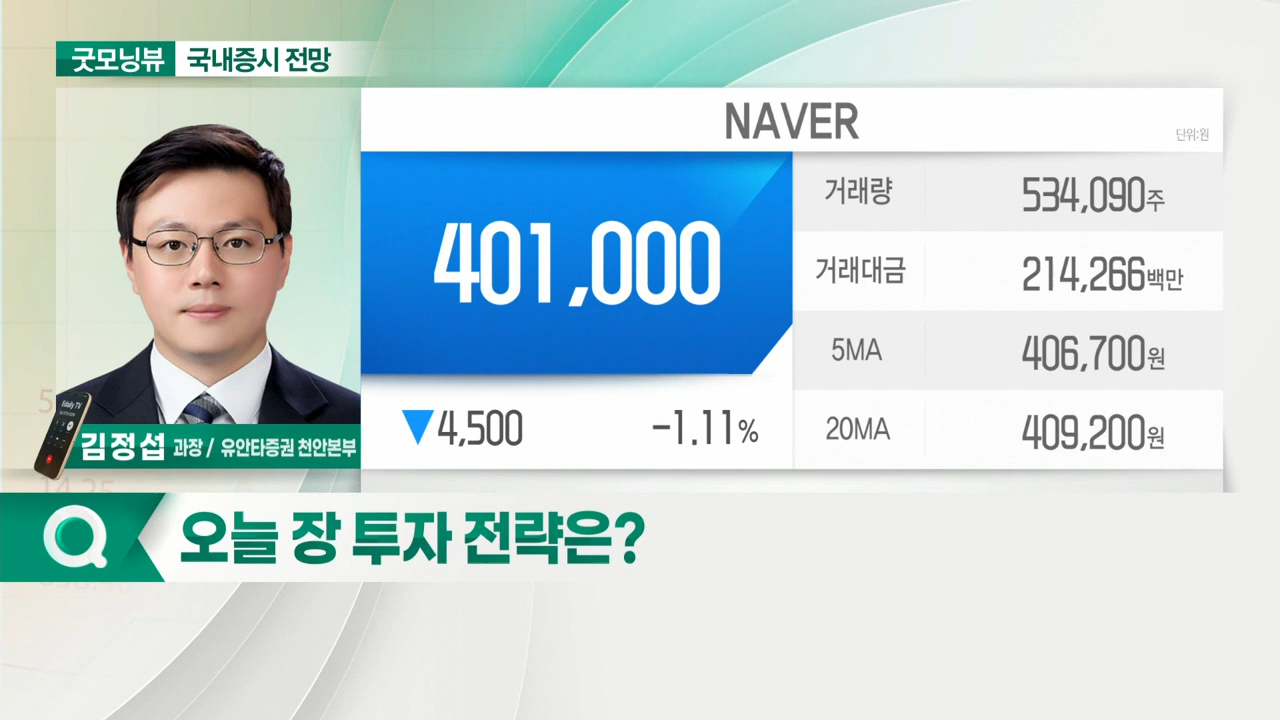 굿모닝뷰 국내증시 전망
NAVER
단위:원
401,000
▼4,500 -1.11%
거래량 534,090주
거래대금 214,266백만
5MA 406,700원
20MA 409,200원
Edaily TV
김정섭 과장 / 유안타증권 천안본부
Q 오늘 장 투자 전략은?